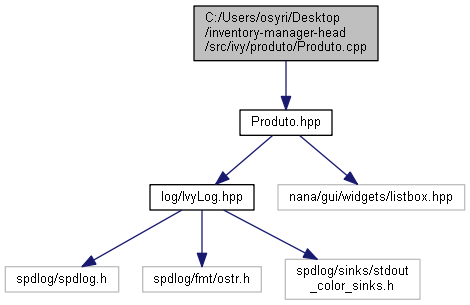 C:/Users/osyri/Desktop
/inventory-manager-head
/src/ivy/produto/Produto.cpp
Produto.hpp
log/IvyLog.hpp
nana/gui/widgets/listbox.hpp
spdlog/spdlog.h
spdlog/fmt/ostr.h
spdlog/sinks/stdout
_color_sinks.h